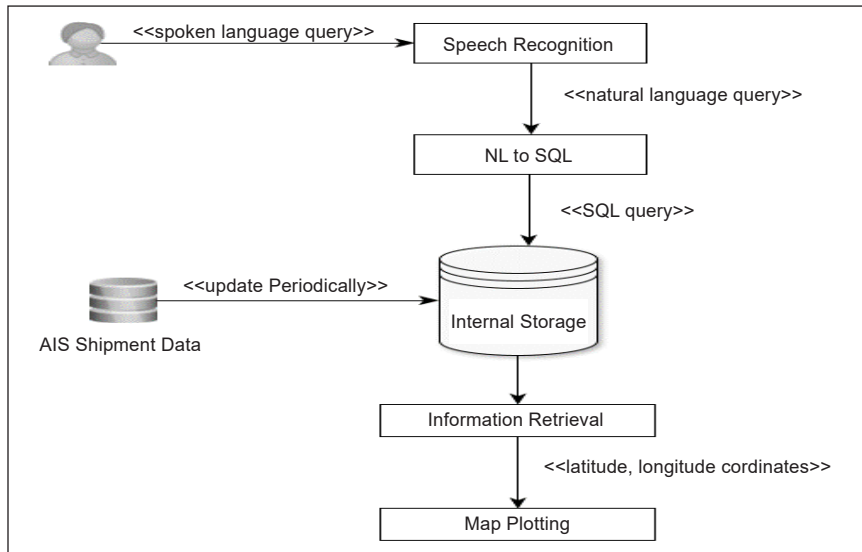 <<spoken language query>>
Speech Recognition
<<natural language query>>
NL to SQL
<<SQL query>>
<<update Periodically>>
Internal Storage
AIS Shipment Data
Information Retrieval
<<latitude, longitude cordinates>>
Map Plotting